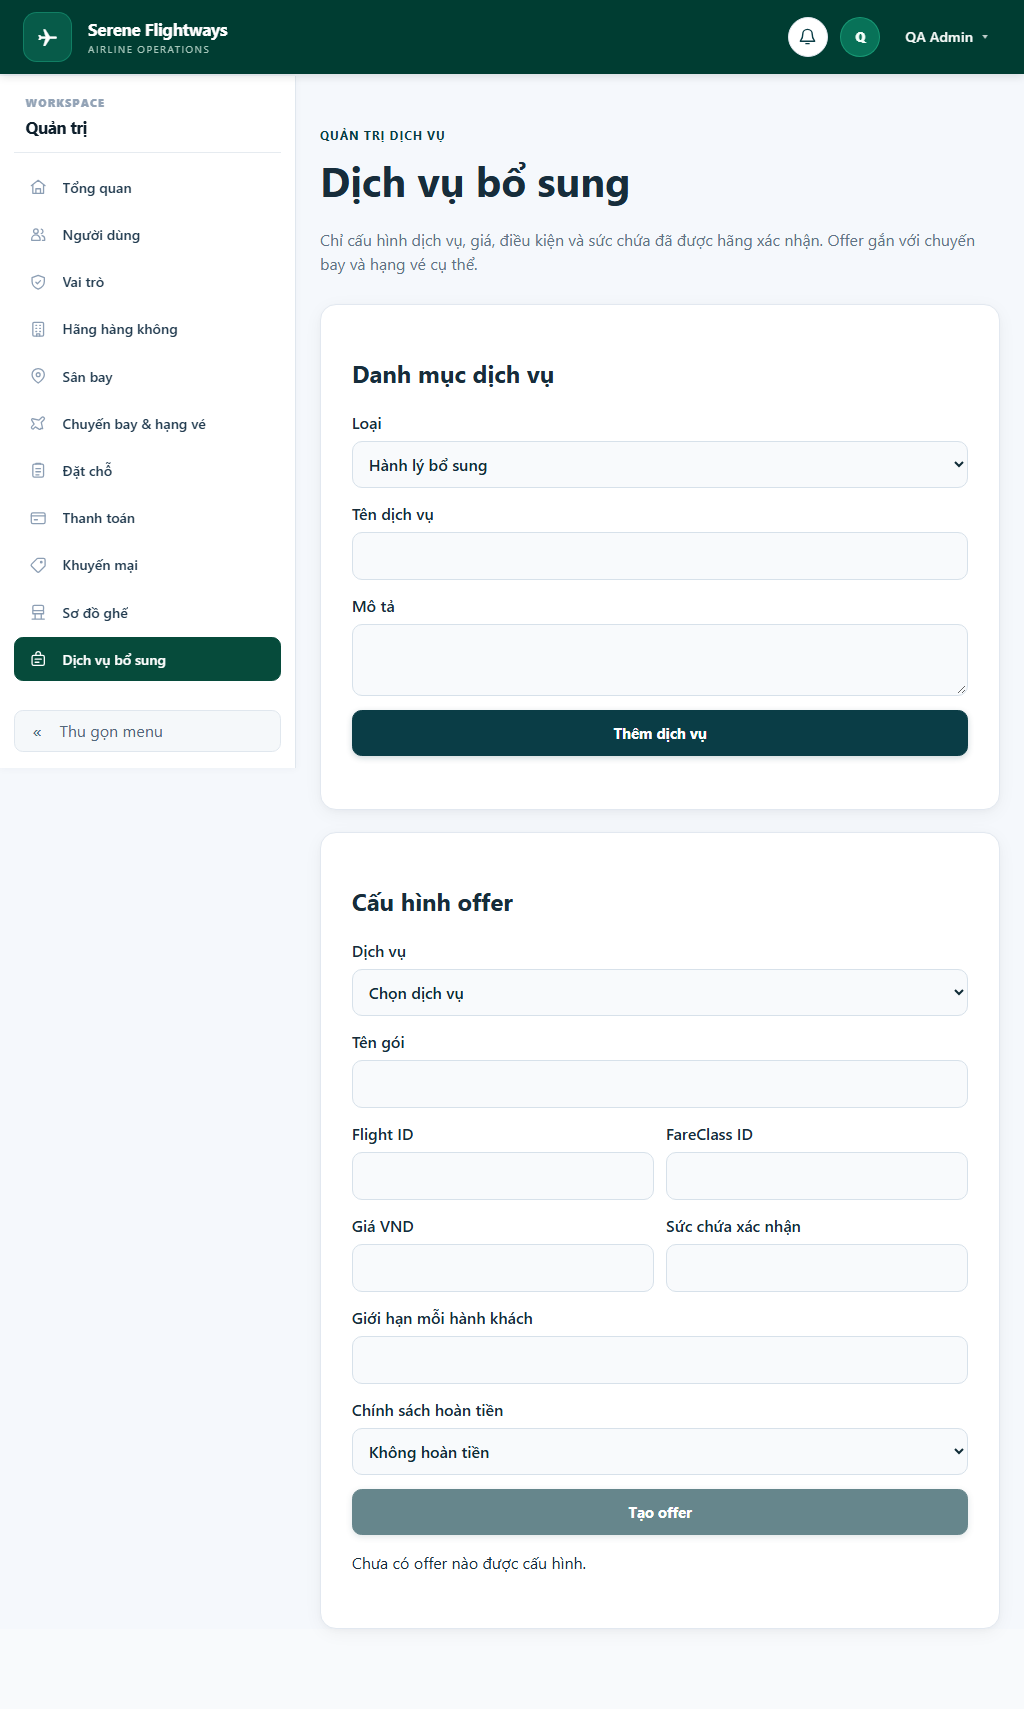 Serene Flightways
AIRLINE OPERATIONS
Q
QA Admin
WORKSPACE
Quản trị
Tổng quan
Người dùng
Vai trò
Hãng hàng không
Sân bay
Chuyến bay & hạng vé
Đặt chỗ
Thanh toán
Khuyến mại
Sơ đồ ghế
Dịch vụ bổ sung
« Thu gọn menu
QUẢN TRỊ DỊCH VỤ
Dịch vụ bổ sung
Chỉ cấu hình dịch vụ, giá, điều kiện và sức chứa đã được hãng xác nhận. Offer gắn với chuyến
bay và hạng vé cụ thể.
Danh mục dịch vụ
Loại
Hành lý bổ sung
Tên dịch vụ
Mô tả
Thêm dịch vụ
Cấu hình offer
Dịch vụ
Chọn dịch vụ
Tên gói
Flight ID
FareClass ID
Giá VND
Sức chứa xác nhận
Giới hạn mỗi hành khách
Chính sách hoàn tiền
Không hoàn tiền
Tạo offer
Chưa có offer nào được cấu hình.